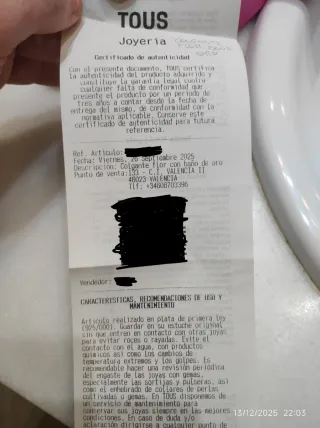 TOUS
Joyería
Certificado de autenticidad
Con el presente documento, TOUS certifica
la autenticidad del producto adquirido y
constituye la garantía legal contra
cualquier falta de conformidad que
presente el producto por un periodo de
tres años a contar desde la fecha de
entrega del mismo, de conformidad con la
normativa aplicable. Conserve este
certificado de autenticidad para futura
referencia.
Ref. Artículo:
Fecha: Viernes, 26 Septiembre 2025
Descripción: Colgante flor con baño de oro
Punto de venta:133 - C.I. VALENCIA II
46023 VALENCIA
Tlf: +34606703396
Vendedor:
CARACTERISTICAS, RECOMENDACIONES DE USO Y
MANTENIMIENTO
Artículo realizado en plata de primera ley
(925/000). Guardar en su estuche original
sin que entren en contacto con otras joyas
para evitar roces o rayadas. Evite el
contacto con el agua, con productos
químicos así como los cambios de
temperatura extremos y los golpes. Es
recomendable hacer una revisión periódica
del engaste de las joyas con gemas,
especialmente las sortijas y pulseras, así
como el enhebrado de collares de perlas
cultivadas o gemas. En TOUS disponemos de
un servicio de mantenimiento para
conservar sus joyas siempre en las mejores
condiciones. En caso de duda y/o
aclaración dirigirse a cualquier punto de
13/12/2025 22:03